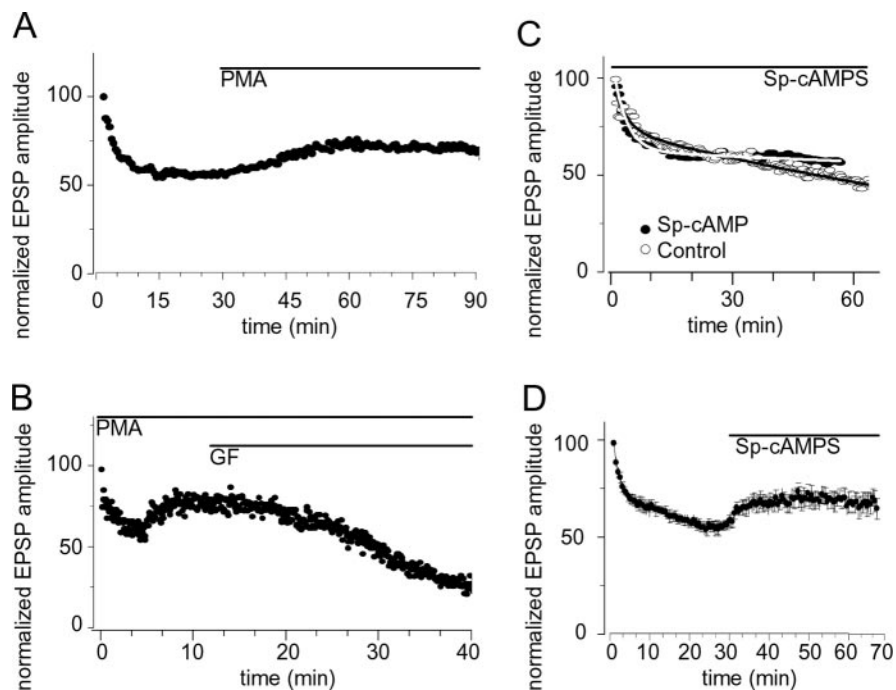 A
normalized EPSP amplitude
100
50
0
PMA
0 15 30 45 60 75 90
time (min)
B
normalized EPSP amplitude
100
50
0
PMA
GF
0 10 20 30 40
time (min)
C
normalized EPSP amplitude
100
50
0
Sp-cAMPS
Sp-cAMP
Control
0 30 60
time (min)
D
normalized EPSP amplitude
100
50
0
Sp-cAMPS
0 10 20 30 40 50 60 70
time (min)